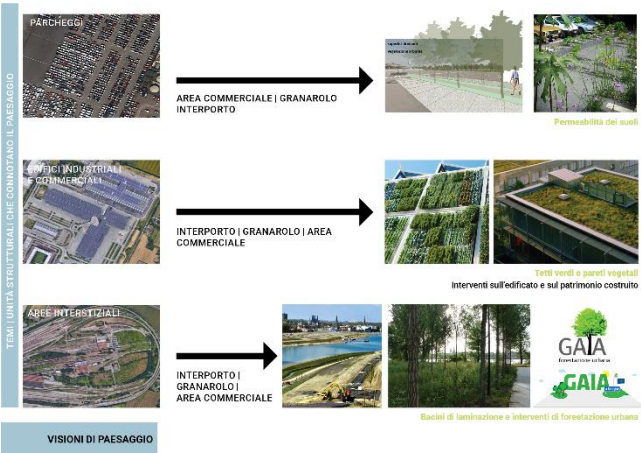 TEMI | UNITÀ STRUTTURALI CHE CONNOTANO IL PAESAGGIO
PARCHEGGI
AREA COMMERCIALE | GRANAROLO
INTERPORTO
Permeabilità dei suoli
EDIFICI INDUSTRIALI
E COMMERCIALI
INTERPORTO | GRANAROLO | AREA
COMMERCIALE
Tetti verdi e pareti vegetali
Interventi sull'edificato e sul patrimonio costruito
AREE INTERSTIZIALI
INTERPORTO |
GRANAROLO |
AREA COMMERCIALE
GAIA
forestazione urbana
GAIA
Bacini di laminazione e interventi di forestazione urbana
VISIONI DI PAESAGGIO